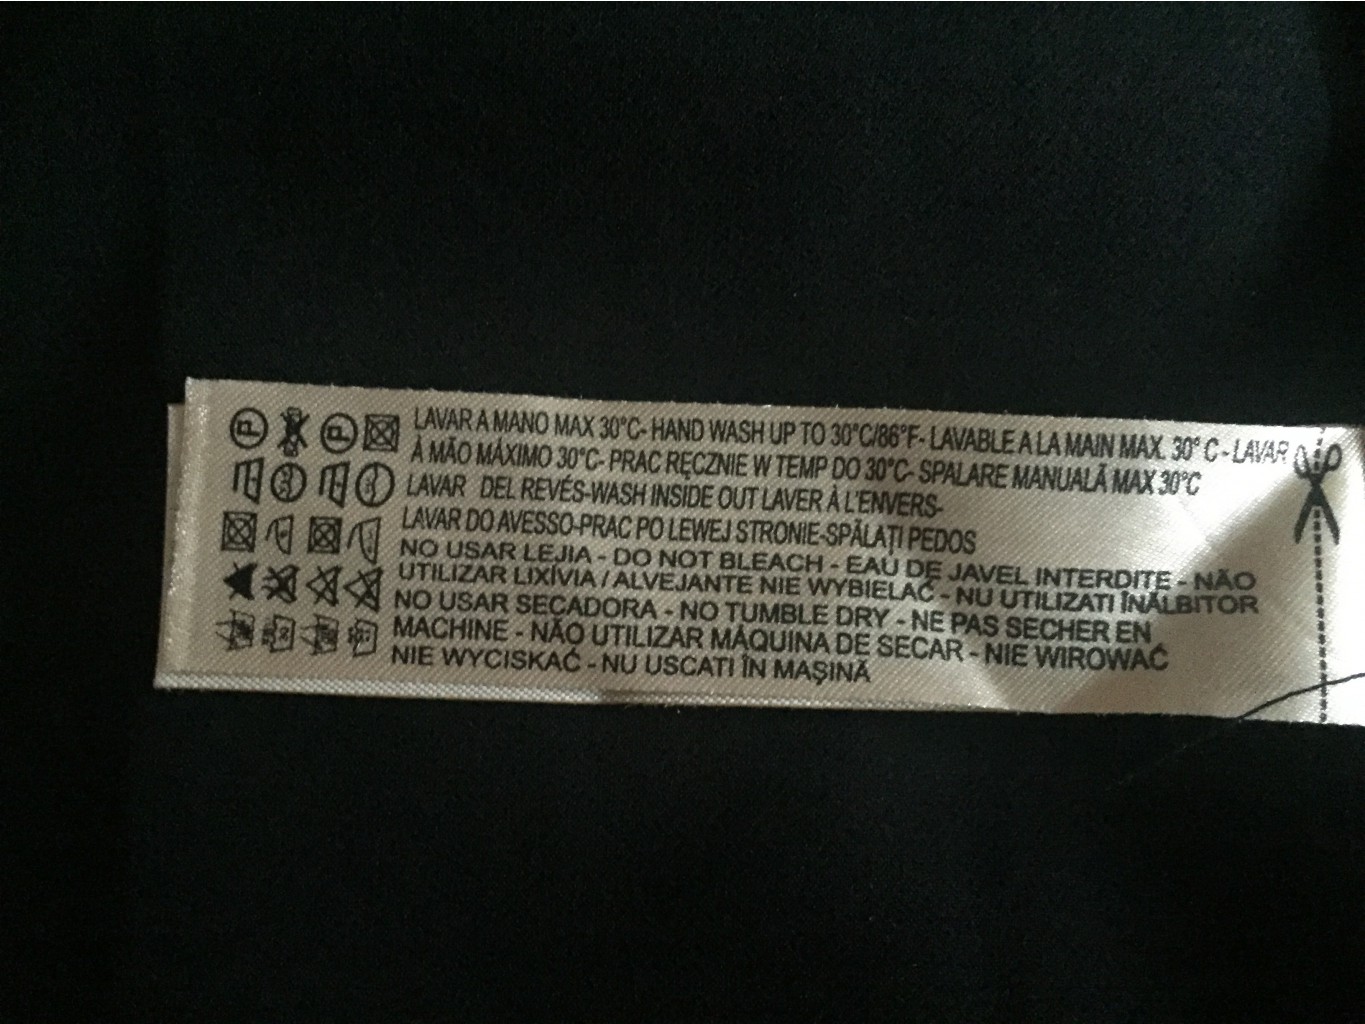 LAVAR A MANO MAX 30°C- HAND WASH UP TO 30°C/86°F- LAVABLE A LA MAIN MAX. 30° C - LAVAR
À MÃO MÁXIMO 30°C- PRAC RĘCZNIE W TEMP DO 30°C- SPALARE MANUALĂ MAX 30°C
LAVAR DEL REVÉS-WASH INSIDE OUT LAVER À L'ENVERS-
LAVAR DO AVESSO-PRAC PO LEWEJ STRONIE-SPĂLAȚI PEDOS
NO USAR LEJIA - DO NOT BLEACH - EAU DE JAVEL INTERDITE - NÃO
UTILIZAR LIXÍVIA / ALVEJANTE NIE WYBIELAĆ - NU UTILIZATI ÎNĂLBITOR
NO USAR SECADORA - NO TUMBLE DRY - NE PAS SECHER EN
MACHINE - NÃO UTILIZAR MÁQUINA DE SECAR - NIE WIROWAĆ
NIE WYCISKAĆ - NU USCATI ÎN MAŞINĂ